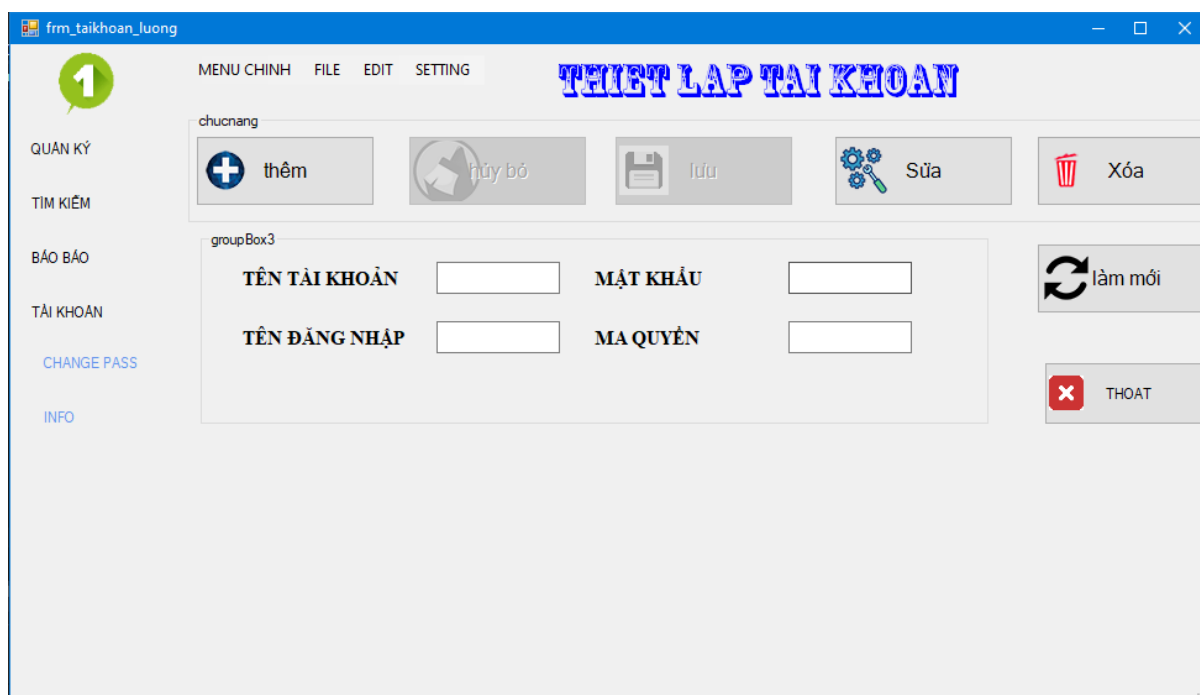 frm_taikhoan_luong
1
MENU CHINH FILE EDIT SETTING
THIET LAP TAI KHOAN
chucnang
thêm
hủy bỏ
lưu
Sửa
Xóa
QUẢN KÝ
TÌM KIẾM
BÁO BÁO
TÀI KHOẢN
CHANGE PASS
INFO
groupBox3
TÊN TÀI KHOẢN MẬT KHẨU
TÊN ĐĂNG NHẬP MA QUYỀN
làm mới
THOAT